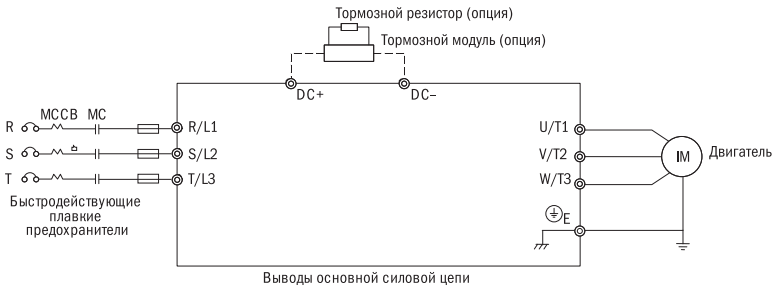 Тормозной резистор (опция)
Тормозной модуль (опция)
DC+
DC–
MCCB
MC
R
R/L1
S
S/L2
T
T/L3
Быстродействующие
плавкие
предохранители
U/T1
V/T2
W/T3
IM
Двигатель
E
Выводы основной силовой цепи